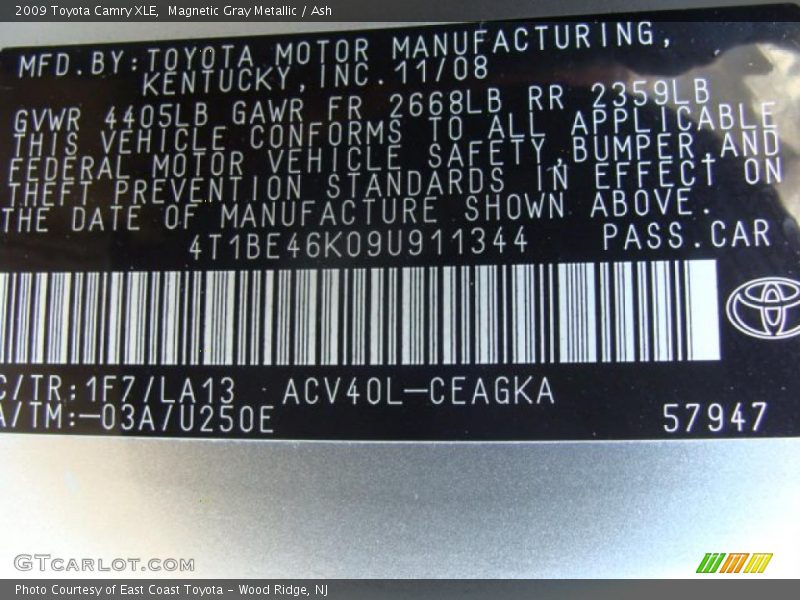 2009 Toyota Camry XLE,  Magnetic Gray Metallic / Ash
MFD.BY:TOYOTA MOTOR MANUFACTURING,
KENTUCKY,INC.11/08
GVWR 4405LB GAWR FR 2668LB RR 2359LB
THIS VEHICLE CONFORMS TO ALL APPLICABLE
FEDERAL MOTOR VEHICLE SAFETY,BUMPER,AND
THEFT PREVENTION STANDARDS IN EFFECT ON
THE DATE OF MANUFACTURE SHOWN ABOVE.
4T1BE46K09U911344 PASS.CAR
C/TR:1F7/LA13 ACV40L-CEAGKA
A/TM:-03A/U250E 57947
GTCARLOT.COM
Photo Courtesy of East Coast Toyota - Wood Ridge, NJ